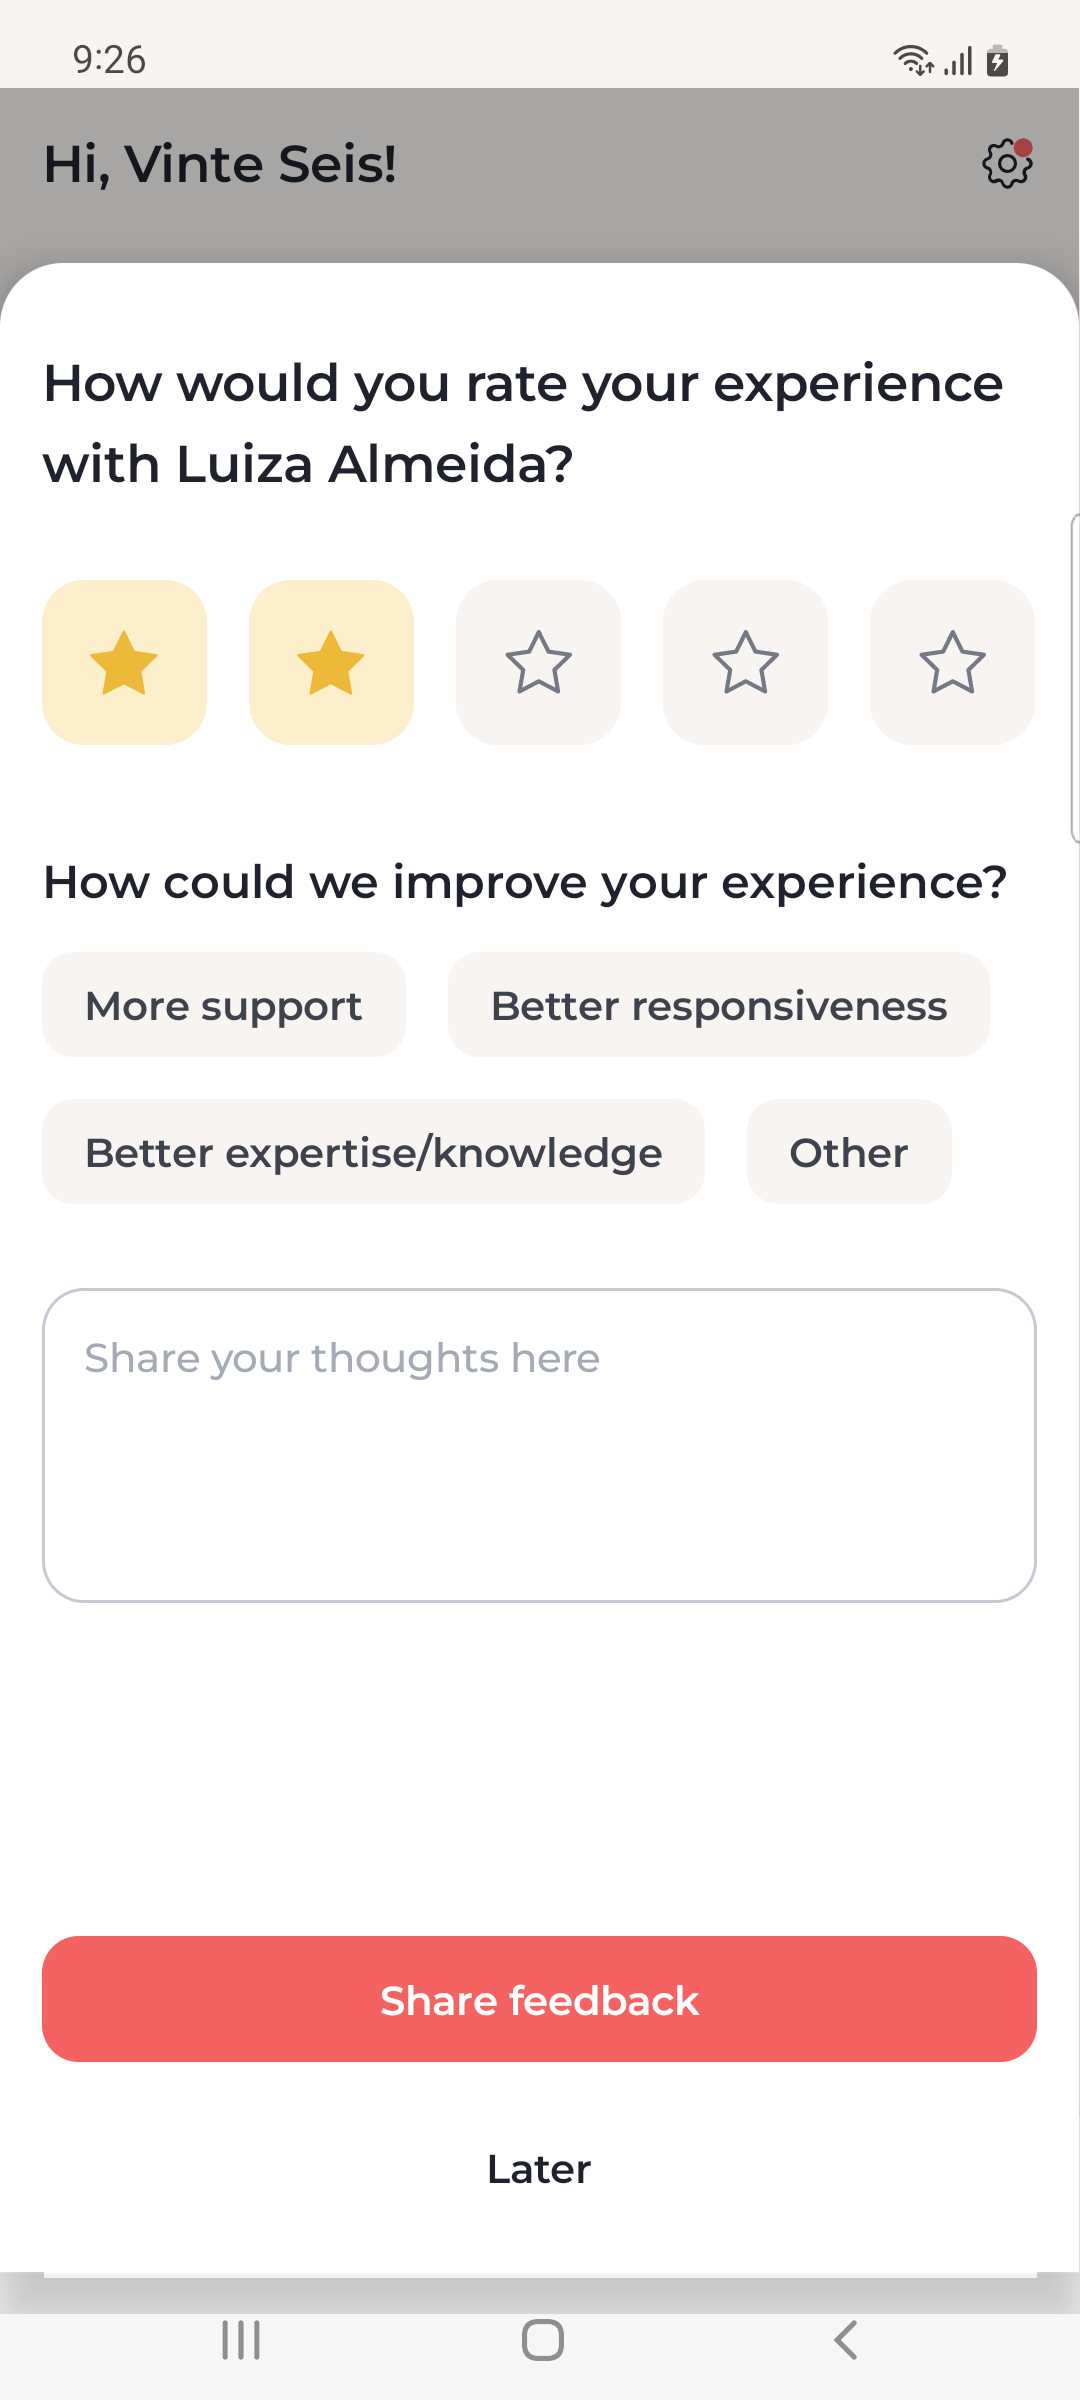 9:26
Hi, Vinte Seis!
How would you rate your experience
with Luiza Almeida?
How could we improve your experience?
More support
Better responsiveness
Better expertise/knowledge
Other
Share your thoughts here
Share feedback
Later